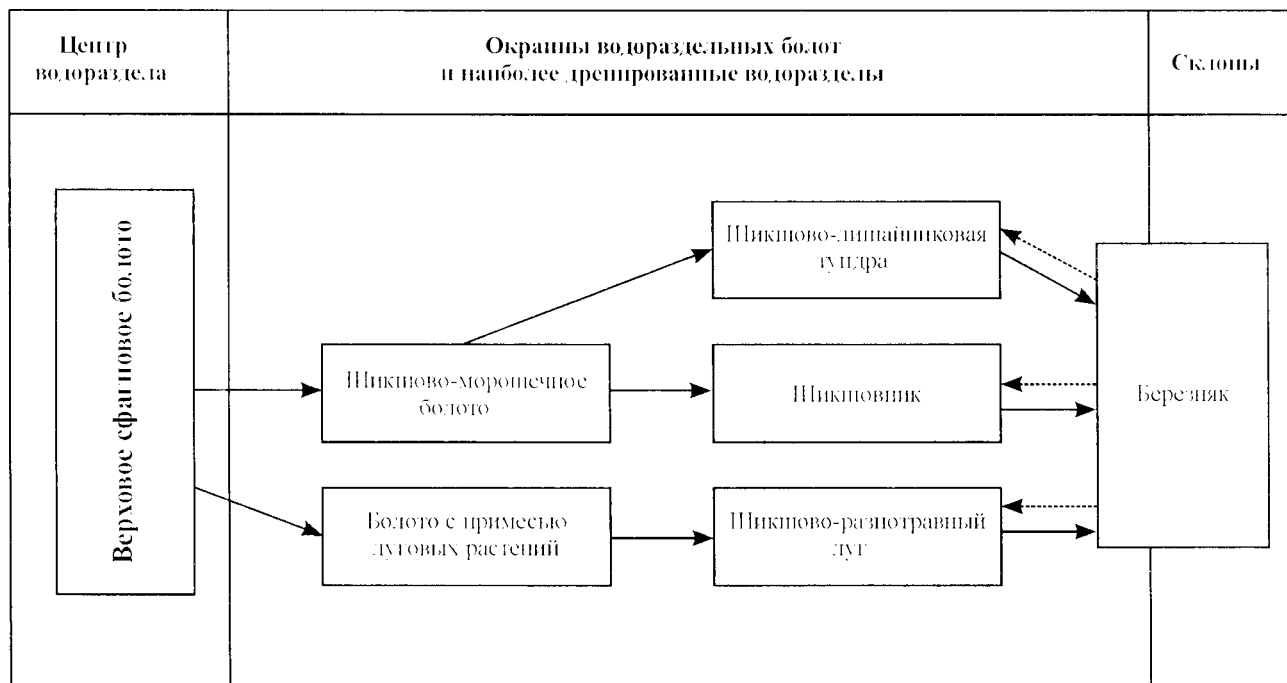 Центр
водораздела
Окраины водораздельных болот
и наиболее дренированные водоразделы
Склоны
Верховое сфагновое болото
Шикшово-лишайниковая
тундра
Шикшово-морошечное
болото
Шикшовник
Березняк
Болото с примесью
луговых растений
Шикшово-разнотравный
луг